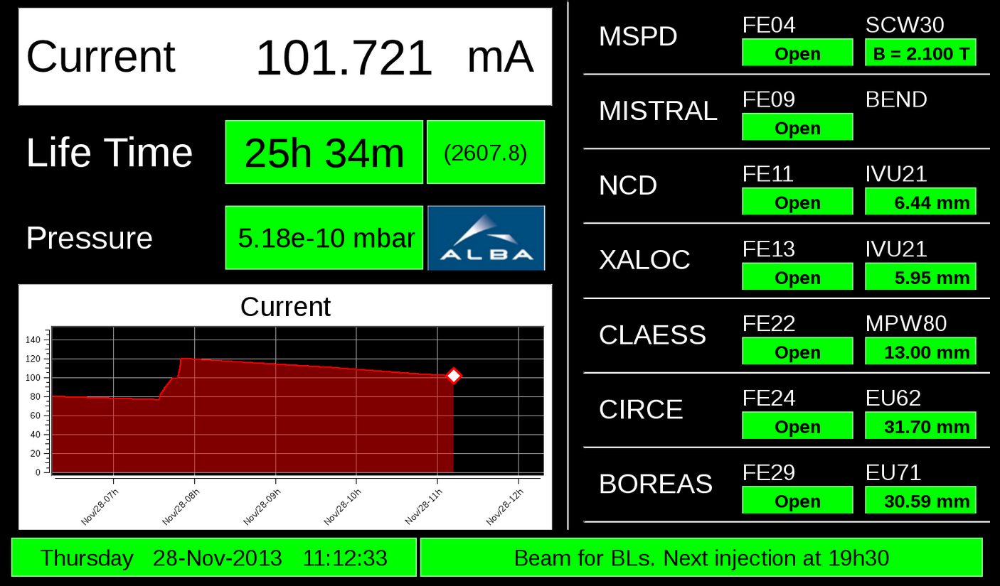 Current 101.721 mA
Life Time 25h 34m (2607.8)
Pressure 5.18e-10 mbar ALBA
Current
140
120
100
80
60
40
20
0
Nov/28-07h Nov/28-08h Nov/28-09h Nov/28-10h Nov/28-11h Nov/28-12h
MSPD FE04 SCW30
Open B = 2.100 T
MISTRAL FE09 BEND
Open
NCD FE11 IVU21
Open 6.44 mm
XALOC FE13 IVU21
Open 5.95 mm
CLAESS FE22 MPW80
Open 13.00 mm
CIRCE FE24 EU62
Open 31.70 mm
BOREAS FE29 EU71
Open 30.59 mm
Thursday 28-Nov-2013 11:12:33
Beam for BLs. Next injection at 19h30